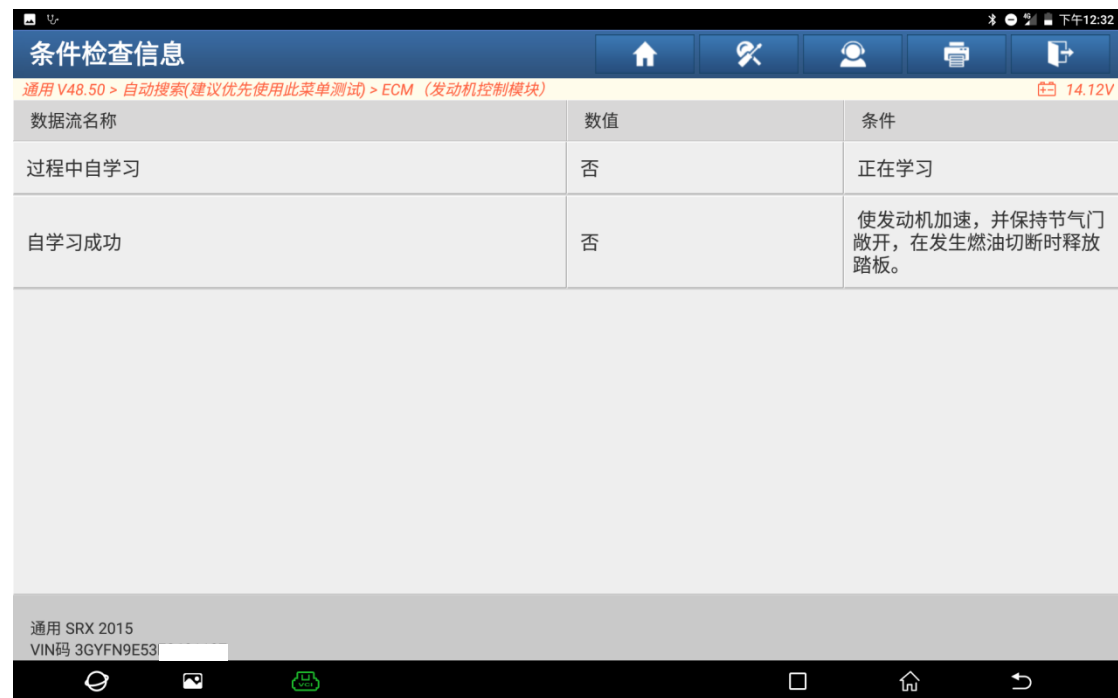 下午12:32
条件检查信息
通用 V48.50 > 自动搜索(建议优先使用此菜单测试) > ECM（发动机控制模块）
14.12V
数据流名称 数值 条件
过程中自学习 否 正在学习
自学习成功 否
使发动机加速，并保持节气门
敞开，在发生燃油切断时释放
踏板。
通用 SRX 2015
VIN码 3GYFN9E53
VCI